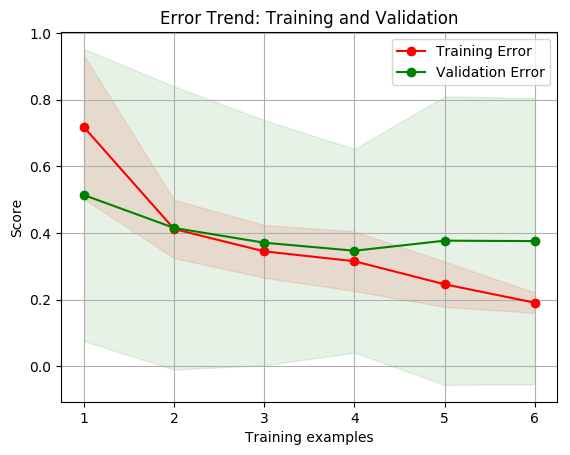 Error Trend: Training and Validation
Training Error
Validation Error
Score
1.0
0.8
0.6
0.4
0.2
0.0
1 2 3 4 5 6
Training examples